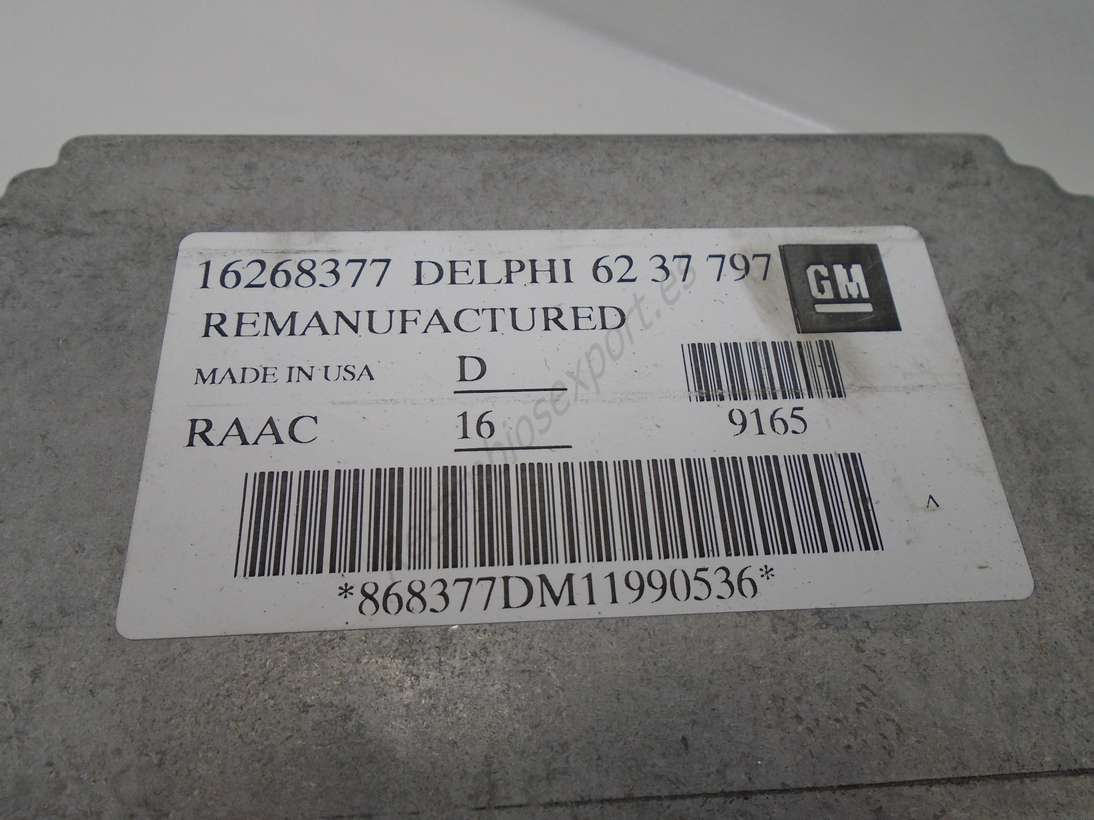 16268377 DELPHI 62 37 797
GM
REMANUFACTURED
MADE IN USA D
9165
RAAC 16
*868377DM11990536*